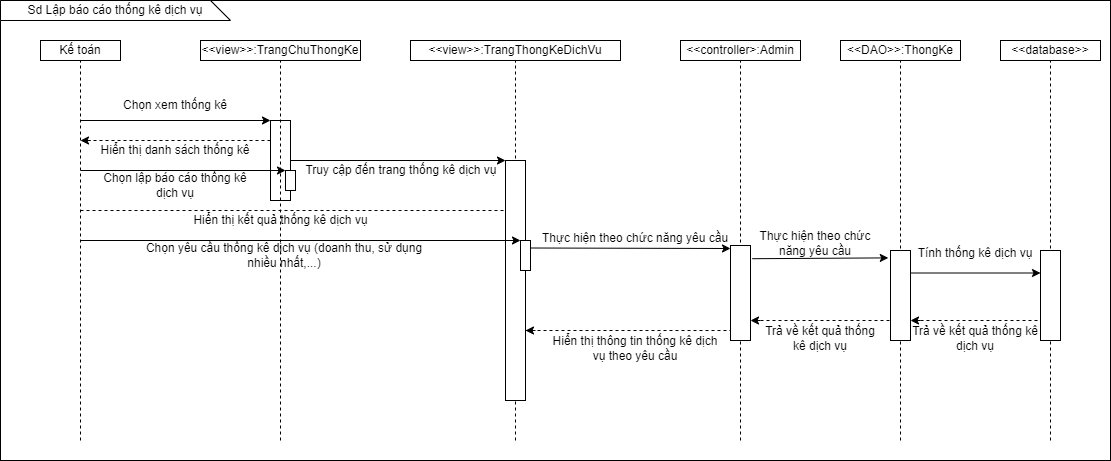 Sd Lập báo cáo thống kê dịch vụ
Kế toán
<<view>>:TrangChuThongKe
<<view>>:TrangThongKeDichVu
<<controller>:Admin
<<DAO>>:ThongKe
<<database>>
Chọn xem thống kê
Hiển thị danh sách thống kê
Chọn lập báo cáo thống kê
dịch vụ
Truy cập đến trang thống kê dịch vụ
Hiển thị kết quả thống kê dịch vụ
Chọn yêu cầu thống kê dịch vụ (doanh thu, sử dụng
nhiều nhất,...)
Thực hiện theo chức năng yêu cầu
Thực hiện theo chức
năng yêu cầu
Tính thống kê dịch vụ
Trả về kết quả thống kê
dịch vụ
Trả về kết quả thống
kê dịch vụ
Hiển thị thông tin thống kê dịch
vụ theo yêu cầu